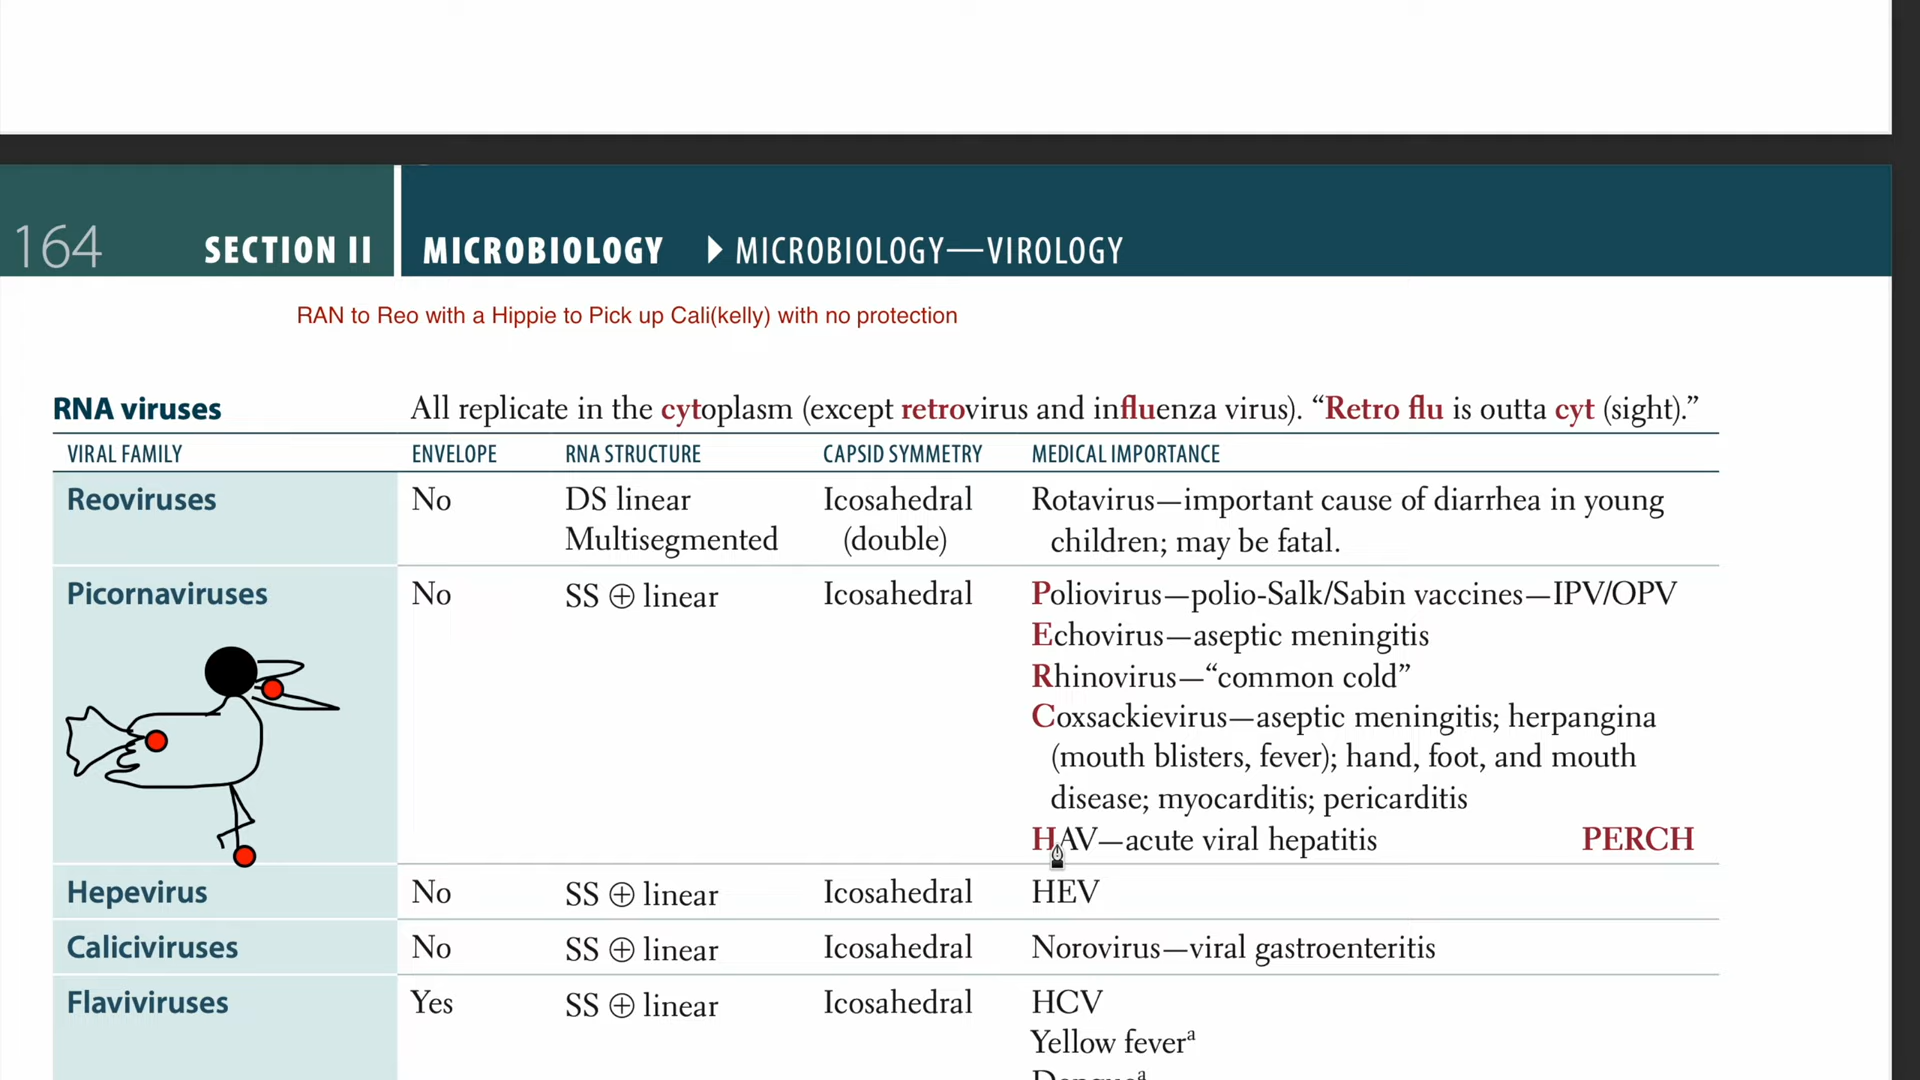 164 SECTION II MICROBIOLOGY ▶ MICROBIOLOGY—VIROLOGY
RAN to Reo with a Hippie to Pick up Cali(kelly) with no protection
RNA viruses All replicate in the cytoplasm (except retrovirus and influenza virus). “Retro flu is outta cyt (sight).”
VIRAL FAMILY ENVELOPE RNA STRUCTURE CAPSID SYMMETRY MEDICAL IMPORTANCE
Reoviruses No DS linear Icosahedral Rotavirus—important cause of diarrhea in young
Multisegmented (double) children; may be fatal.
Picornaviruses No SS ⊕ linear Icosahedral Poliovirus—polio-Salk/Sabin vaccines—IPV/OPV
Echovirus—aseptic meningitis
Rhinovirus—“common cold”
Coxsackievirus—aseptic meningitis; herpangina
(mouth blisters, fever); hand, foot, and mouth
disease; myocarditis; pericarditis
HAV—acute viral hepatitis PERCH
Hepevirus No SS ⊕ linear Icosahedral HEV
Caliciviruses No SS ⊕ linear Icosahedral Norovirus—viral gastroenteritis
Flaviviruses Yes SS ⊕ linear Icosahedral HCV
Yellow feverᵃ